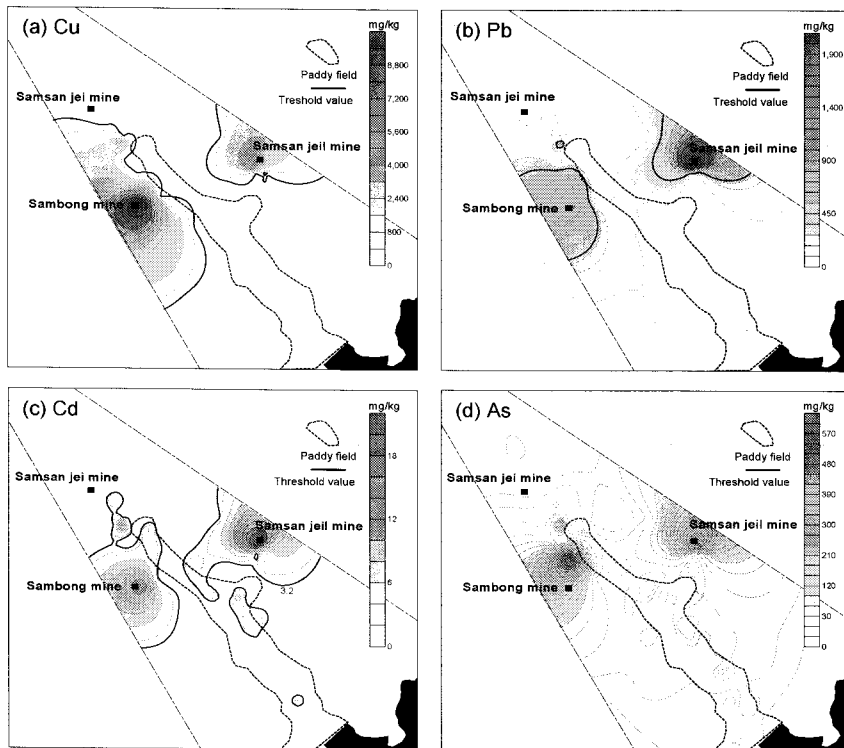 (a) Cu
mg/kg
8,800
7,200
5,600
4,000
2,400
800
0
Paddy field
Treshold value
Samsan jei mine
Samsan jeil mine
Sambong mine
(b) Pb
mg/kg
1,900
1,400
900
450
0
Paddy field
Treshold value
Samsan jei mine
Samsan jeil mine
Sambong mine
(c) Cd
mg/kg
18
12
6
0
Paddy field
Threshold value
Samsan jei mine
Samsan jeil mine
Sambong mine
3.2
(d) As
mg/kg
570
480
390
300
210
120
30
0
Paddy field
Threshold value
Samsan jei mine
Samsan jeil mine
Sambong mine